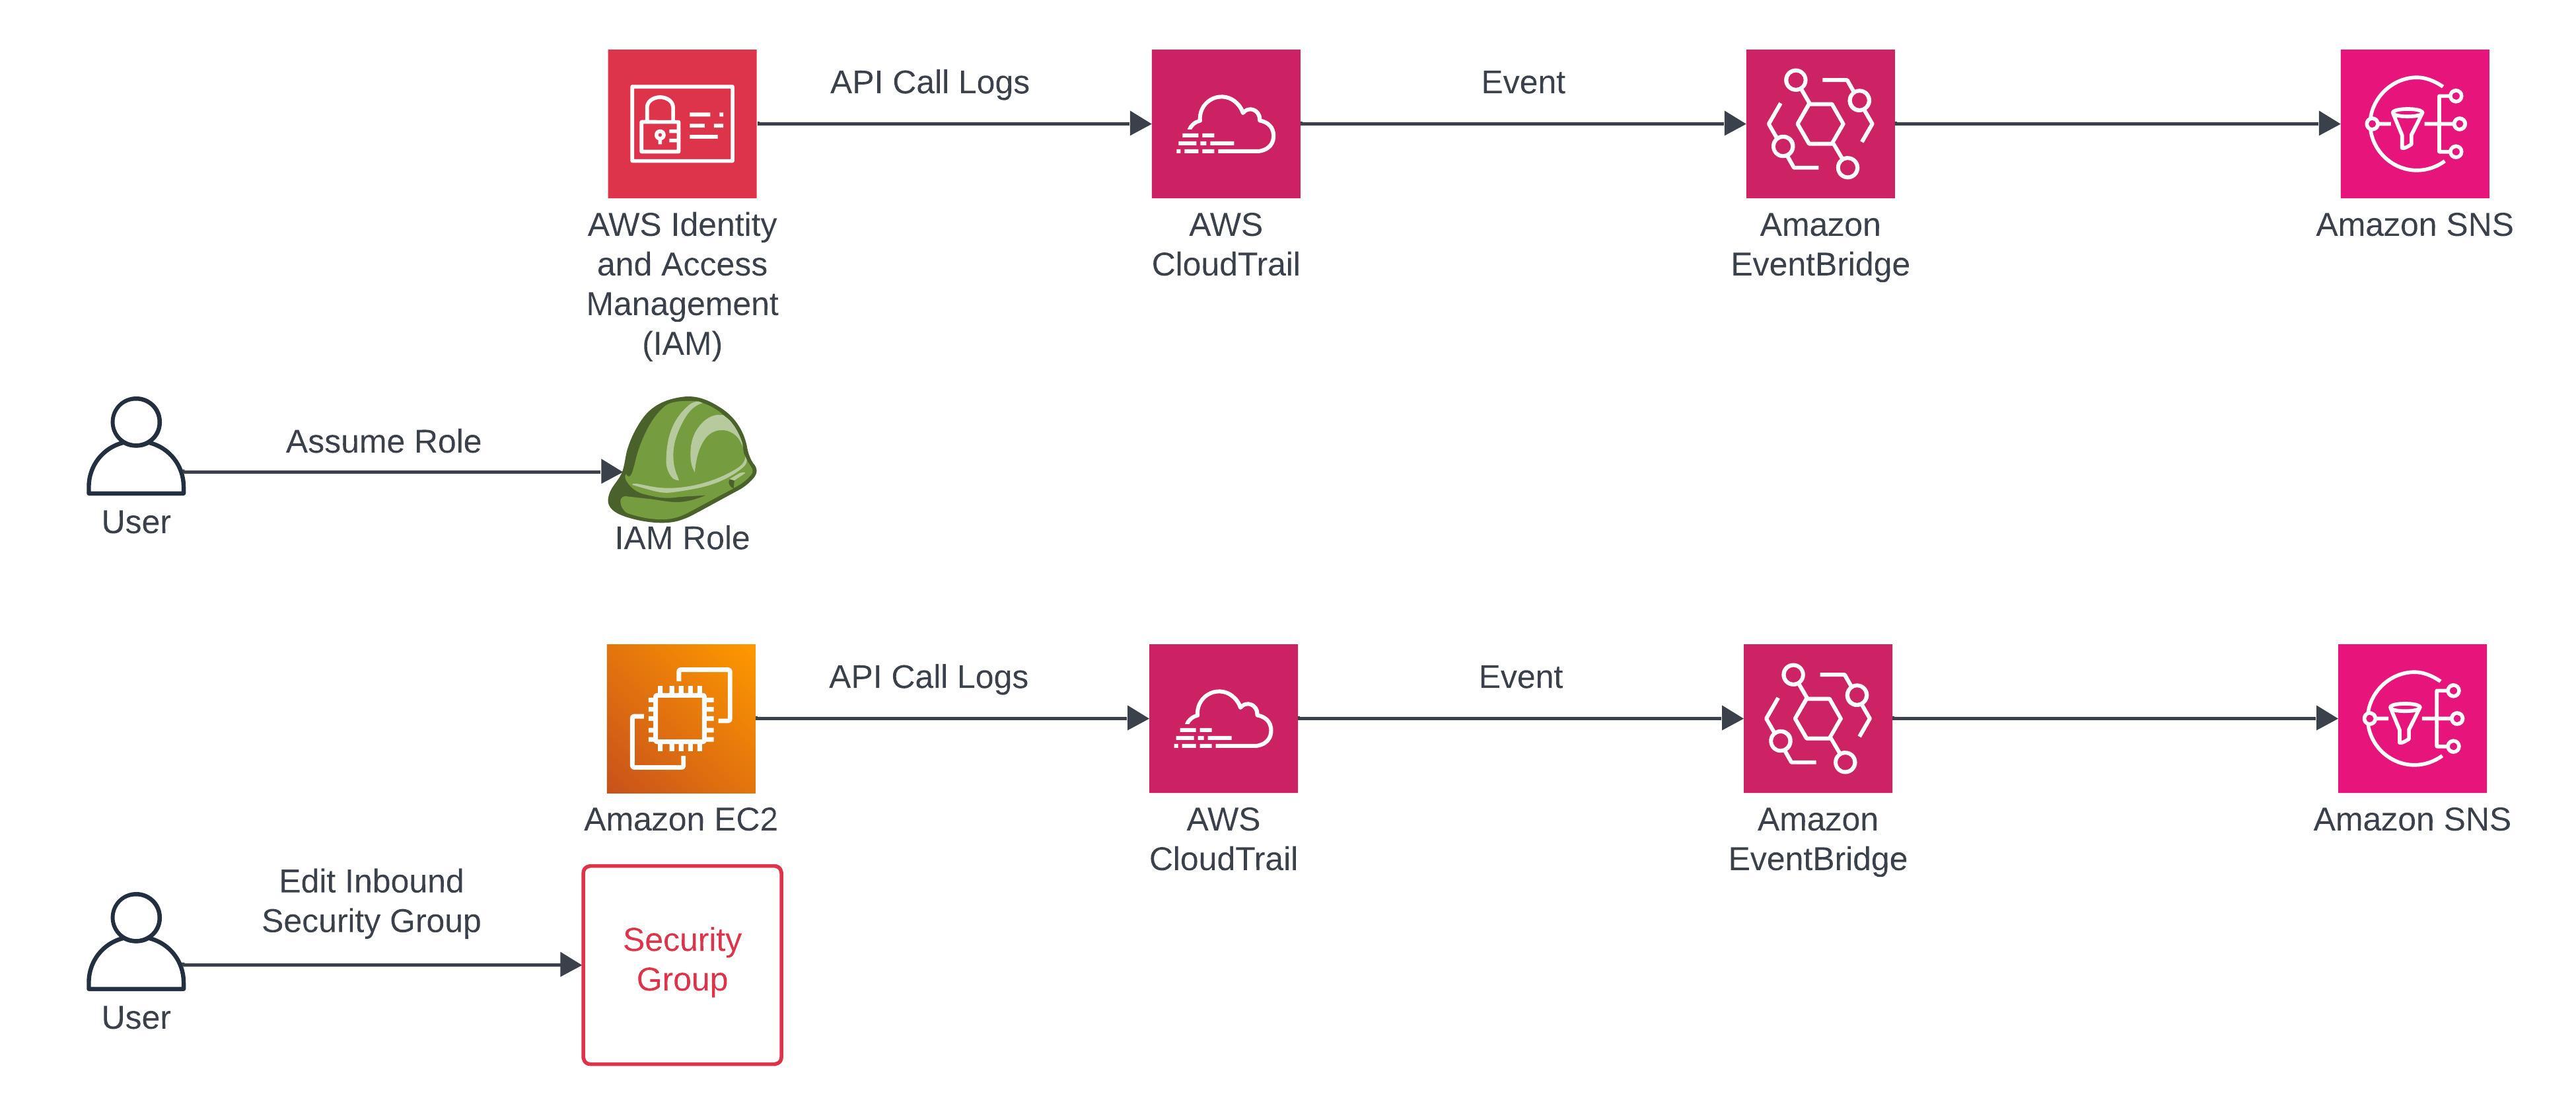 API Call Logs
Event
AWS Identity
and Access
Management
(IAM)
AWS
CloudTrail
Amazon
EventBridge
Amazon SNS
Assume Role
User
IAM Role
API Call Logs
Event
Amazon EC2
AWS
CloudTrail
Amazon
EventBridge
Amazon SNS
Edit Inbound
Security Group
Security
Group
User